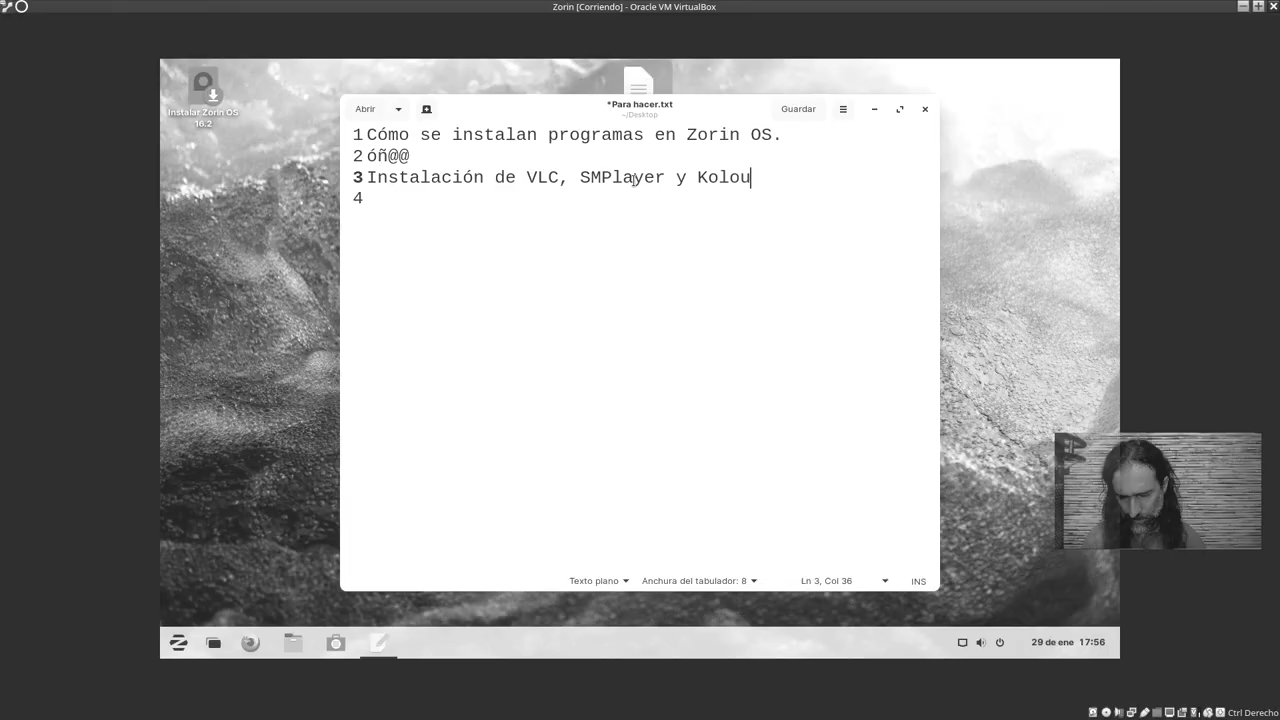 Zorin [Corriendo] - Oracle VM VirtualBox
Instalar Zorin OS
16.2
Abrir
*Para hacer.txt
~/Desktop
Guardar
1 Cómo se instalan programas en Zorin OS.
2 óñ@@
3 Instalación de VLC, SMPlayer y Kolou
4
Texto plano
Anchura del tabulador: 8
Ln 3, Col 36
INS
29 de ene 17:56
Ctrl Derecho